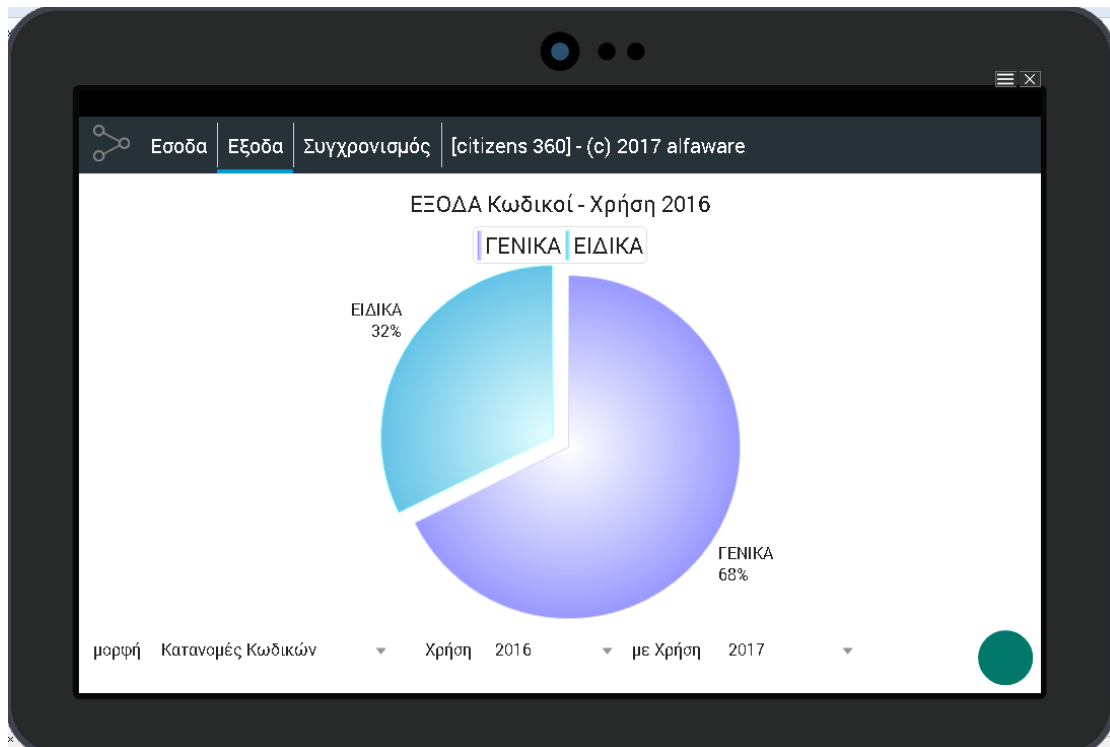 Εσοδα Εξοδα Συγχρονισμός [citizens 360] - (c) 2017 alfaware
ΕΞΟΔΑ Κωδικοί - Χρήση 2016
ΓΕΝΙΚΑ ΕΙΔΙΚΑ
ΕΙΔΙΚΑ
32%
ΓΕΝΙΚΑ
68%
μορφή Κατανομές Κωδικών Χρήση 2016 με Χρήση 2017